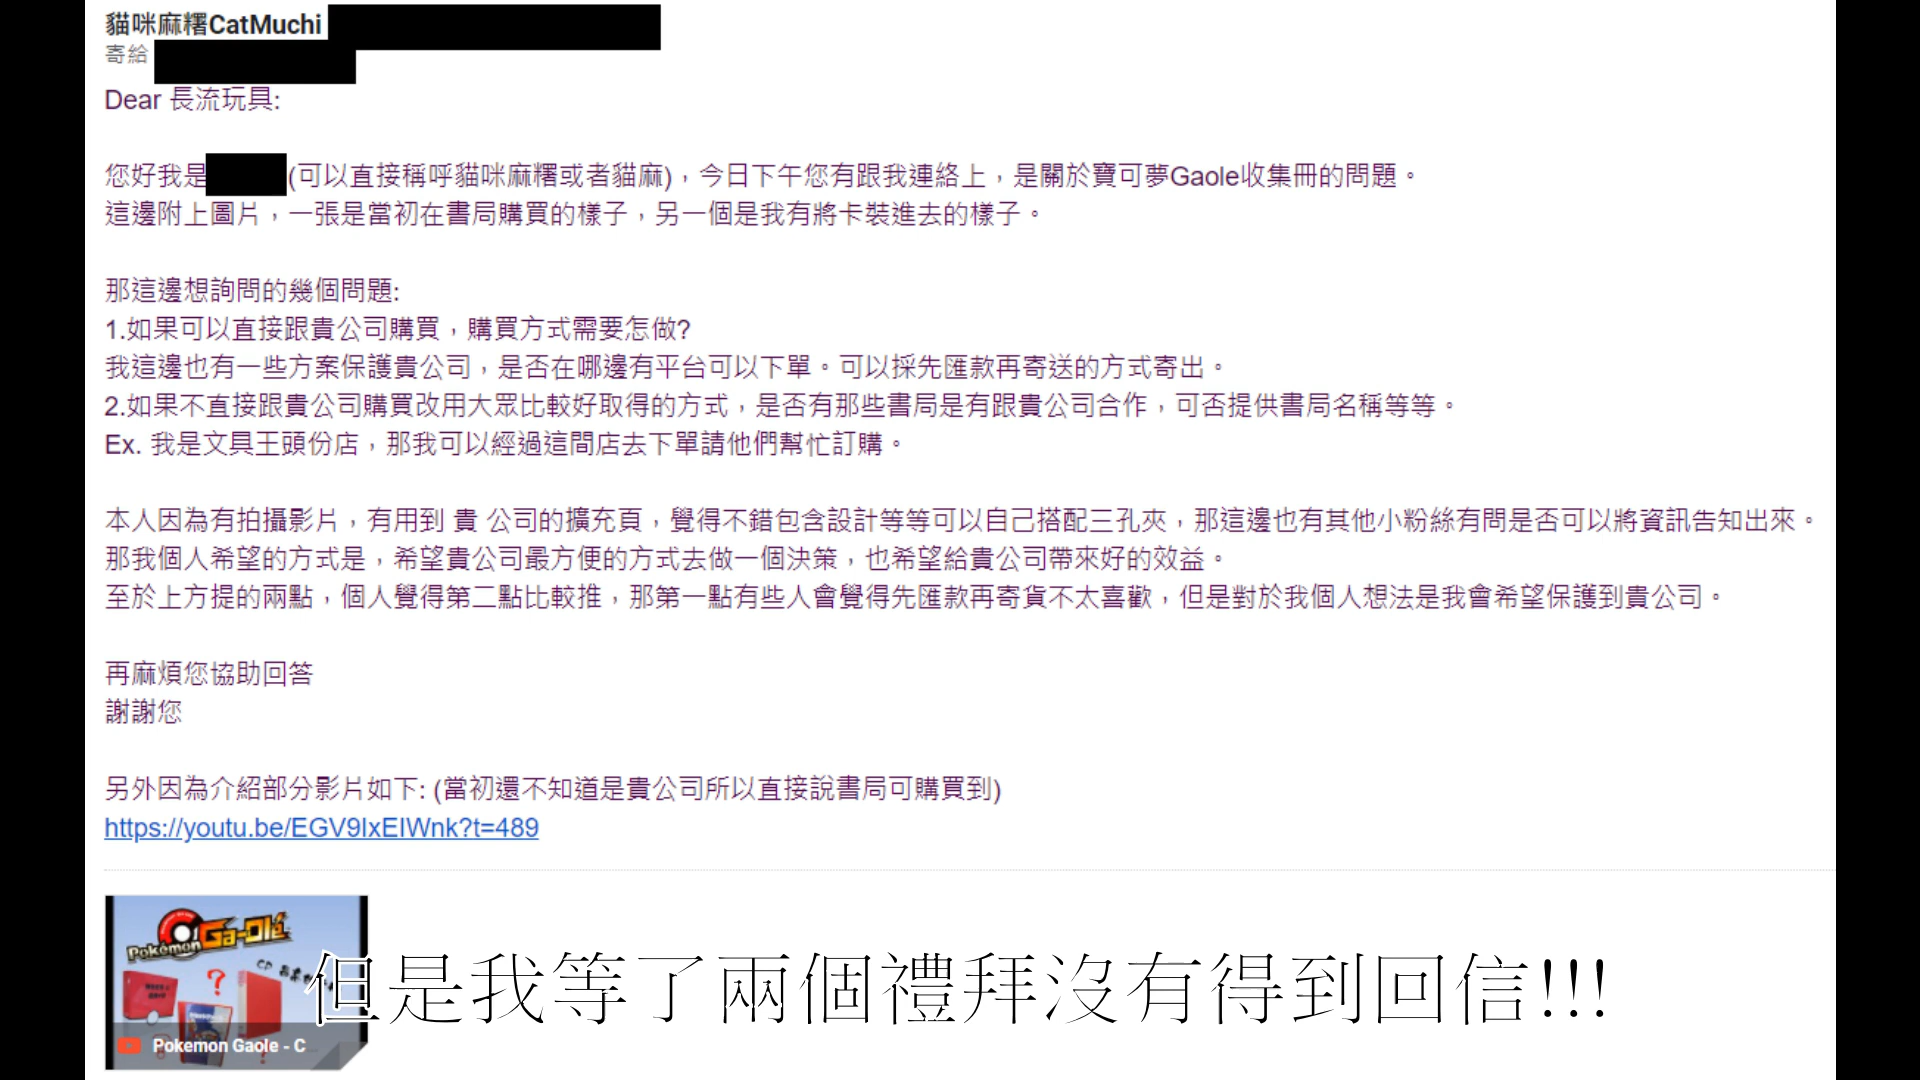 貓咪麻糬CatMuchi
寄給
Dear 長流玩具:
您好我是
(可以直接稱呼貓咪麻糬或者貓麻)，今日下午您有跟我連絡上，是關於寶可夢Gaole收集冊的問題。
這邊附上圖片，一張是當初在書局購買的樣子，另一個是我有將卡裝進去的樣子。
那這邊想詢問的幾個問題:
1.如果可以直接跟貴公司購買，購買方式需要怎做?
我這邊也有一些方案保護貴公司，是否在哪邊有平台可以下單。可以採先匯款再寄送的方式寄出。
2.如果不直接跟貴公司購買改用大眾比較好取得的方式，是否有那些書局是有跟貴公司合作，可否提供書局名稱等等。
Ex. 我是文具王頭份店，那我可以經過這間店去下單請他們幫忙訂購。
本人因為有拍攝影片，有用到 貴 公司的擴充頁，覺得不錯包含設計等等可以自己搭配三孔夾，那這邊也有其他小粉絲有問是否可以將資訊告知出來。
那我個人希望的方式是，希望貴公司最方便的方式去做一個決策，也希望給貴公司帶來好的效益。
至於上方提的兩點，個人覺得第二點比較推，那第一點有些人會覺得先匯款再寄貨不太喜歡，但是對於我個人想法是我會希望保護到貴公司。
再麻煩您協助回答
謝謝您
另外因為介紹部分影片如下: (當初還不知道是貴公司所以直接說書局可購買到)
https://youtu.be/EGV9IxEIWnk?t=489
Pokémon Ga-Olé
?
CD
但是我等了兩個禮拜沒有得到回信!!!
Pokemon Gaole - C